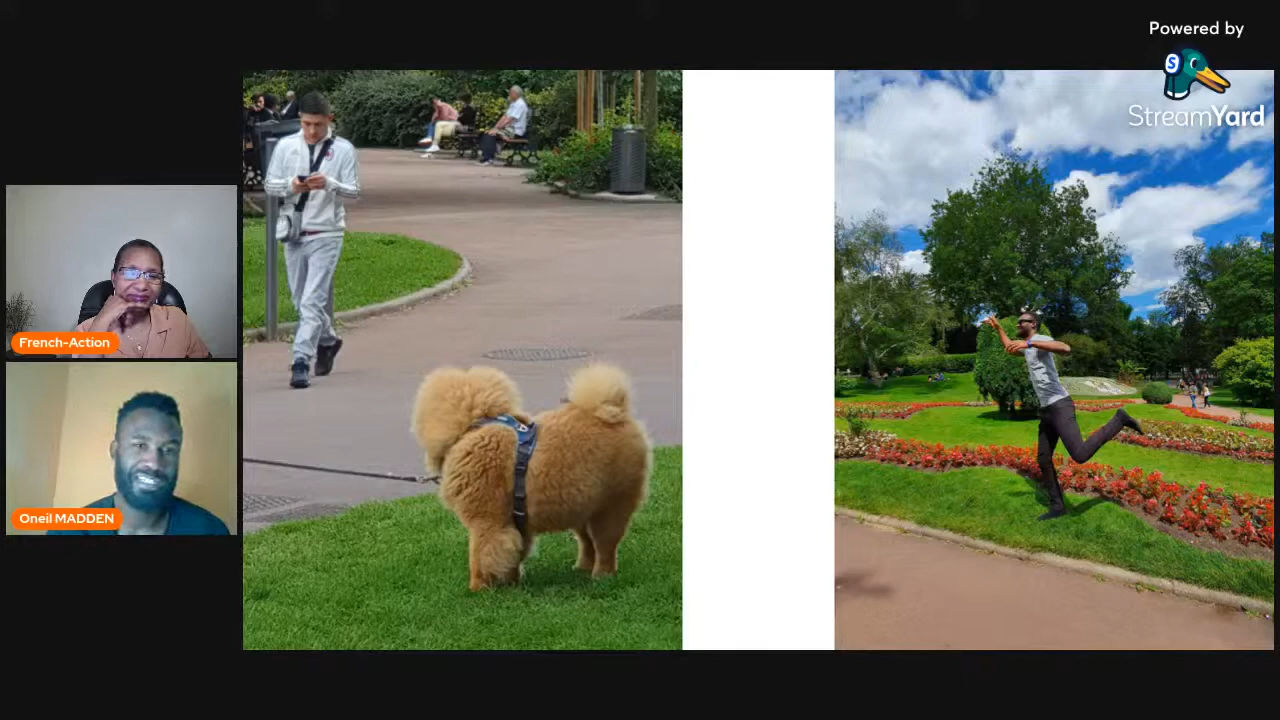 Powered by
S
StreamYard
French-Action
Oneil MADDEN